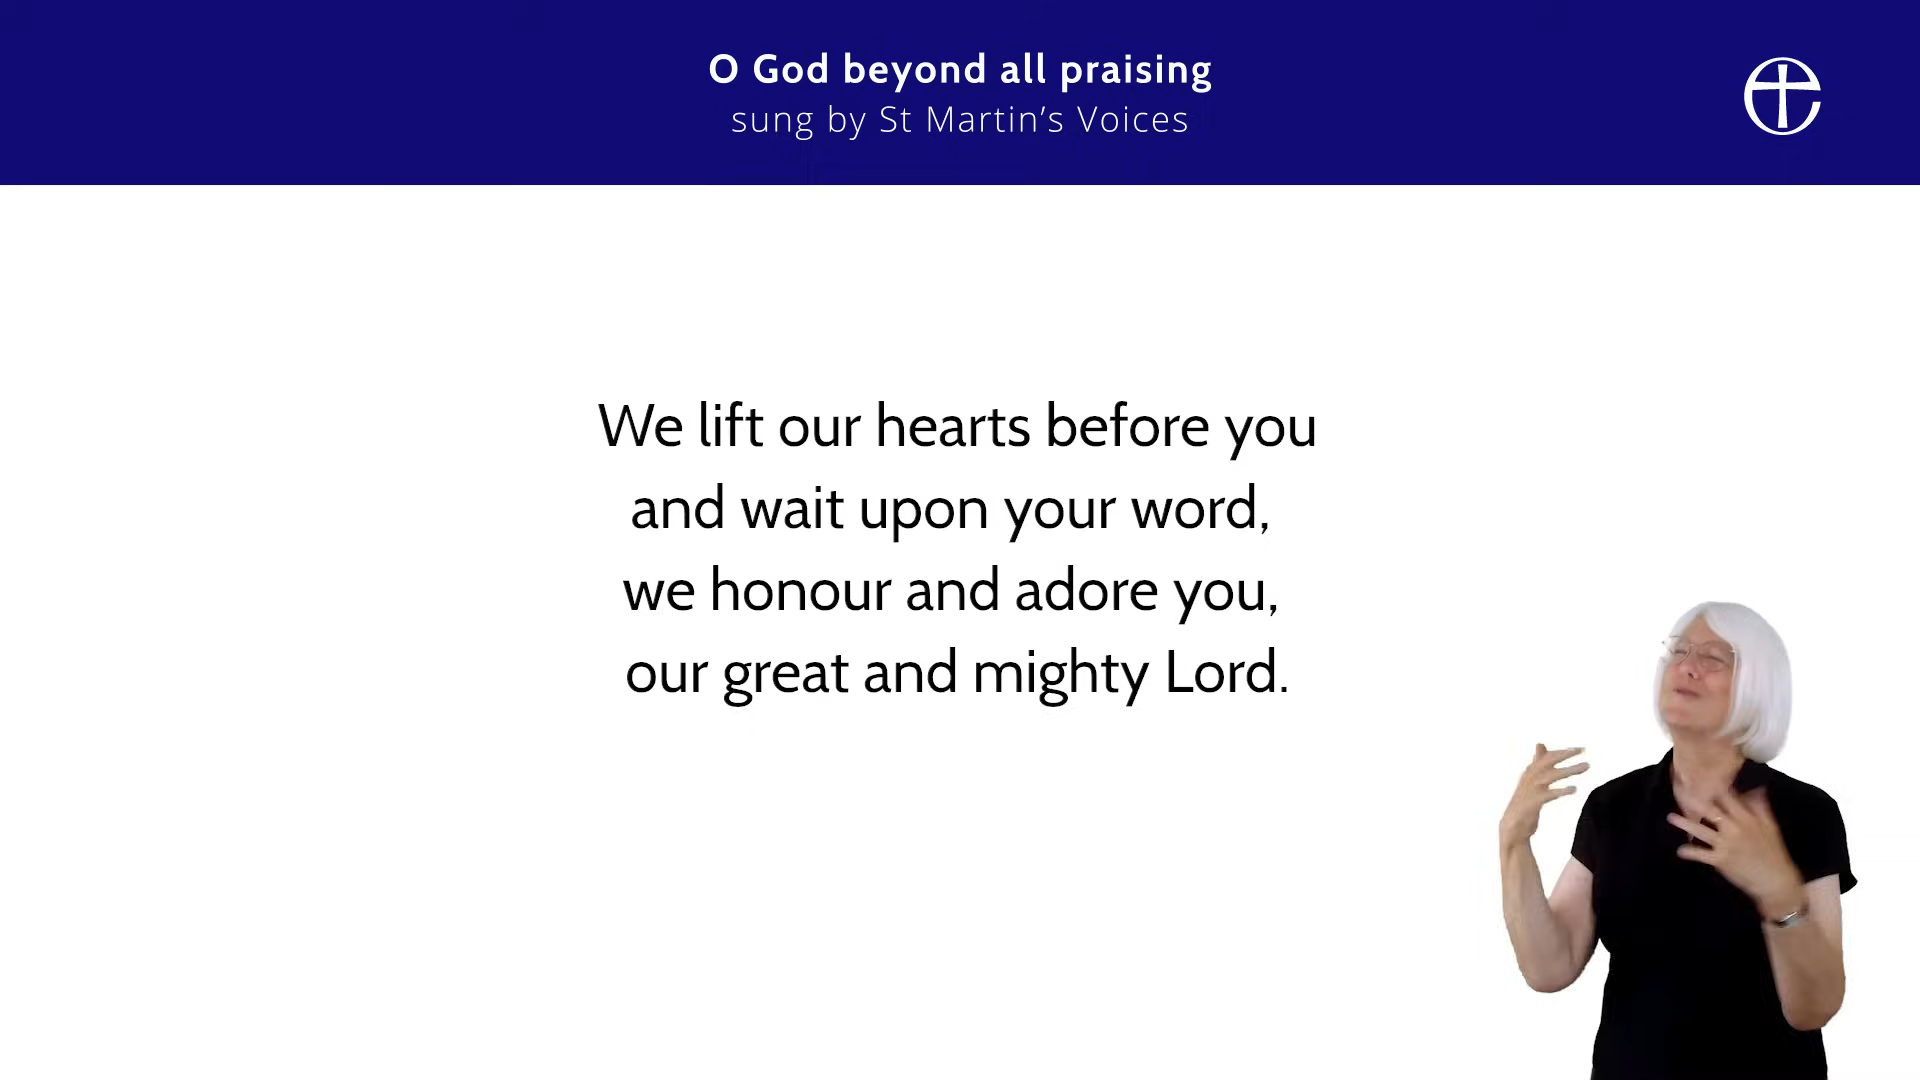 O God beyond all praising
sung by St Martin’s Voices
We lift our hearts before you
and wait upon your word,
we honour and adore you,
our great and mighty Lord.